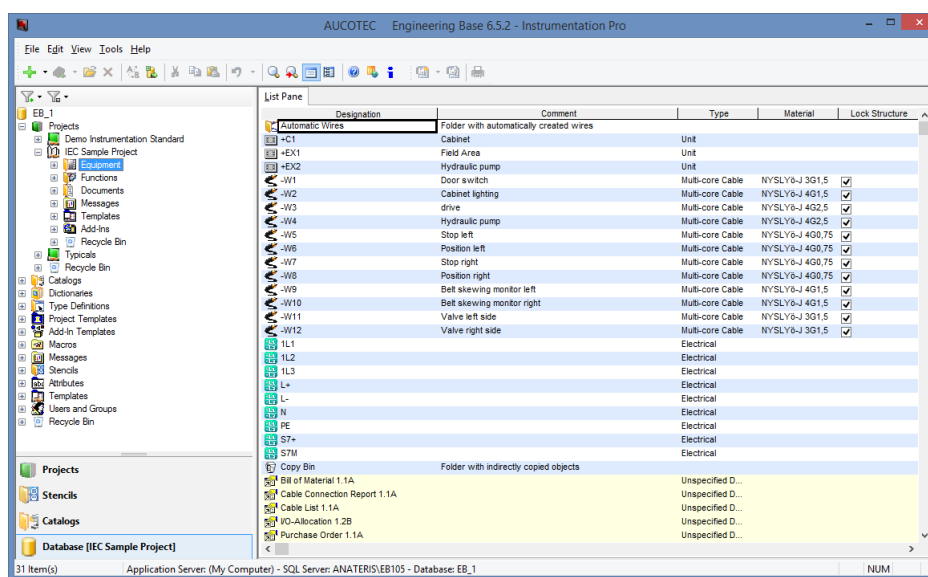 AUCOTEC Engineering Base 6.5.2 - Instrumentation Pro
File Edit View Tools Help
List Pane
EB_1
Projects
Demo Instrumentation Standard
IEC Sample Project
Equipment
Functions
Documents
Messages
Templates
Add-Ins
Recycle Bin
Typicals
Recycle Bin
Catalogs
Dictionaries
Type Definitions
Project Templates
Add-In Templates
Macros
Messages
Stencils
Attributes
Templates
Users and Groups
Recycle Bin
Projects
Stencils
Catalogs
Database [IEC Sample Project]
Designation Comment Type Material Lock Structure
Automatic Wires Folder with automatically created wires
+C1 Cabinet Unit
+EX1 Field Area Unit
+EX2 Hydraulic pump Unit
-W1 Door switch Multi-core Cable NYSLYö-J 3G1,5
-W2 Cabinet lighting Multi-core Cable NYSLYö-J 4G1,5
-W3 drive Multi-core Cable NYSLYö-J 4G2,5
-W4 Hydraulic pump Multi-core Cable NYSLYö-J 4G2,5
-W5 Stop left Multi-core Cable NYSLYö-J 4G0,75
-W6 Position left Multi-core Cable NYSLYö-J 4G0,75
-W7 Stop right Multi-core Cable NYSLYö-J 4G0,75
-W8 Position right Multi-core Cable NYSLYö-J 4G0,75
-W9 Belt skewing monitor left Multi-core Cable NYSLYö-J 4G1,5
-W10 Belt skewing monitor right Multi-core Cable NYSLYö-J 4G1,5
-W11 Valve left side Multi-core Cable NYSLYö-J 3G1,5
-W12 Valve right side Multi-core Cable NYSLYö-J 3G1,5
1L1 Electrical
1L2 Electrical
1L3 Electrical
L+ Electrical
L- Electrical
N Electrical
PE Electrical
S7+ Electrical
S7M Electrical
Copy Bin Folder with indirectly copied objects
Bill of Material 1.1A Unspecified D...
Cable Connection Report 1.1A Unspecified D...
Cable List 1.1A Unspecified D...
I/O-Allocation 1.2B Unspecified D...
Purchase Order 1.1A Unspecified D...
31 Item(s) Application Server: (My Computer) - SQL Server: ANATERIS\EB105 - Database: EB_1 NUM